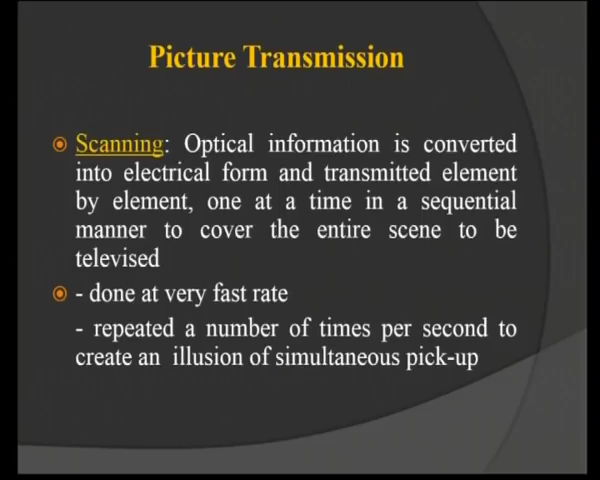 Picture Transmission
Scanning: Optical information is converted
into electrical form and transmitted element
by element, one at a time in a sequential
manner to cover the entire scene to be
televised
- done at very fast rate
- repeated a number of times per second to
create an illusion of simultaneous pick-up